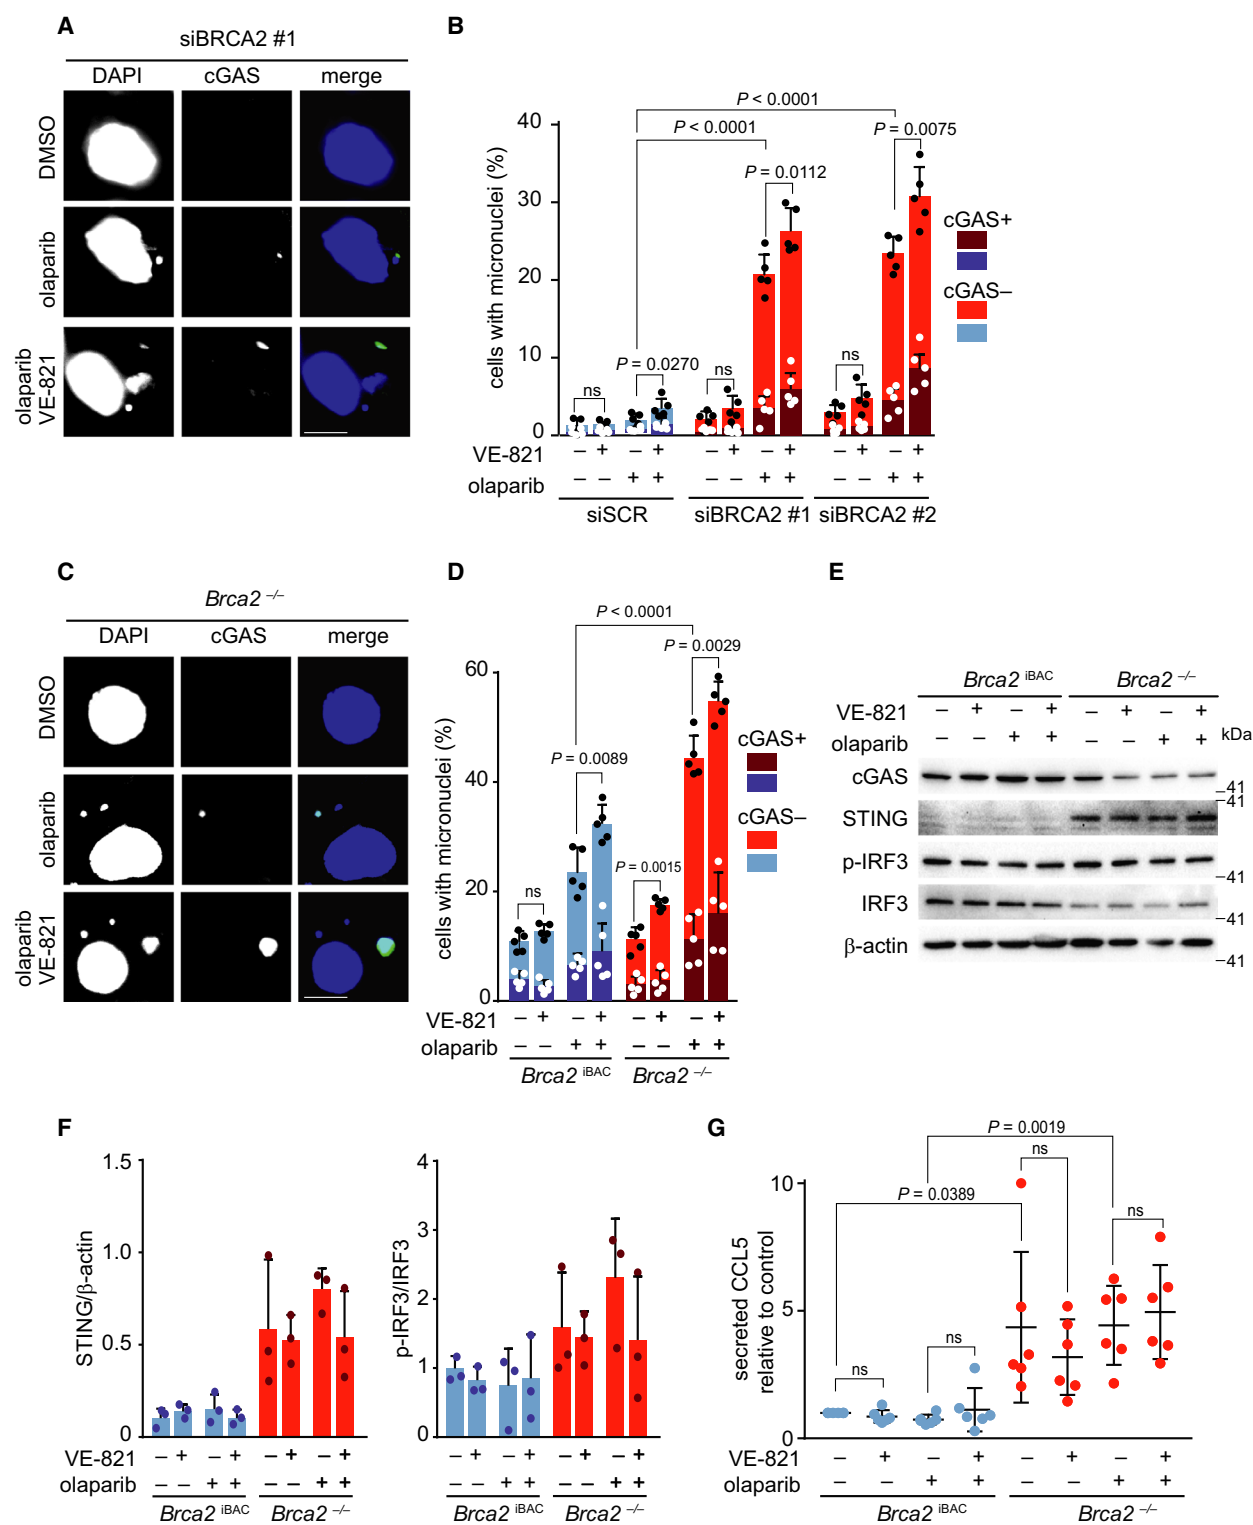 A
siBRCA2 #1
DAPI cGAS merge
DMSO
olaparib
olaparib
VE-821
B
P < 0.0001
P < 0.0001
P = 0.0075
P = 0.0112
P = 0.0270
ns
ns
ns
cells with micronuclei (%)
40
30
20
10
0
cGAS+
cGAS–
VE-821 – + – + – + – + – + – +
olaparib – – + + – – + + – – + +
siSCR siBRCA2 #1 siBRCA2 #2
C
Brca2 –/–
DAPI cGAS merge
DMSO
olaparib
olaparib
VE-821
D
P < 0.0001
P = 0.0029
P = 0.0089
P = 0.0015
ns
cells with micronuclei (%)
60
40
20
0
cGAS+
cGAS–
VE-821 – + – + – + – +
olaparib – – + + – – + +
Brca2 iBAC Brca2 –/–
E
Brca2 iBAC Brca2 –/–
VE-821 – + – + – + – +
olaparib – – + + – – + + kDa
cGAS –41
–41
STING
p-IRF3 –41
IRF3 –41
β-actin –41
F
STING/β-actin
1.5
1.0
0.5
0
VE-821 – + – + – + – +
olaparib – – + + – – + +
Brca2 iBAC Brca2 –/–
p-IRF3/IRF3
4
3
2
1
0
– + – + – + – +
– – + + – – + +
Brca2 iBAC Brca2 –/–
G
P = 0.0019
ns
P = 0.0389
ns
ns
ns
secreted CCL5
relative to control
10
5
0
VE-821 – + – + – + – +
olaparib – – + + – – + +
Brca2 iBAC Brca2 –/–